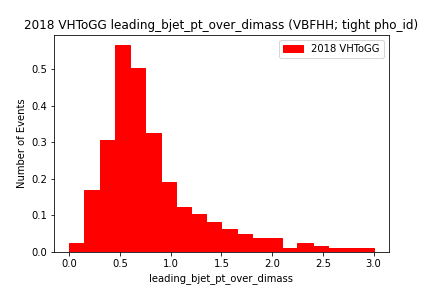 2018 VHToGG leading_bjet_pt_over_dimass (VBFHH; tight pho_id)
2018 VHToGG
Number of Events
0.5
0.4
0.3
0.2
0.1
0.0
0.0 0.5 1.0 1.5 2.0 2.5 3.0
leading_bjet_pt_over_dimass